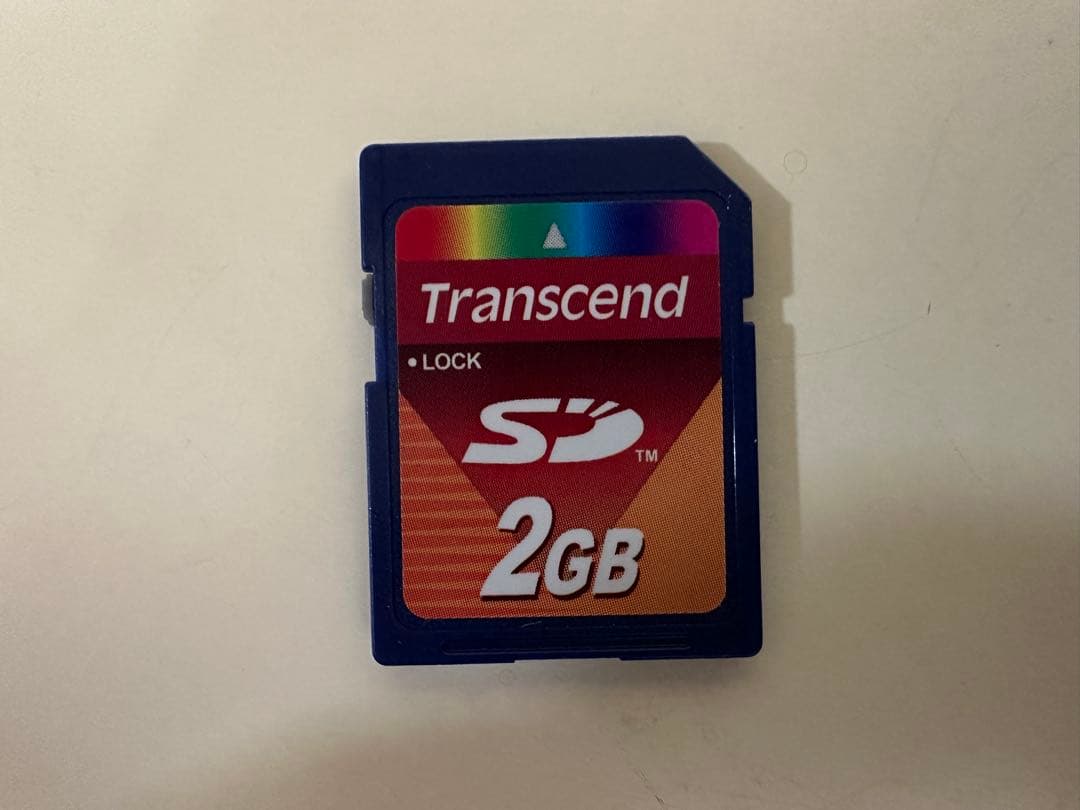 Transcend
• LOCK
SD™
2GB